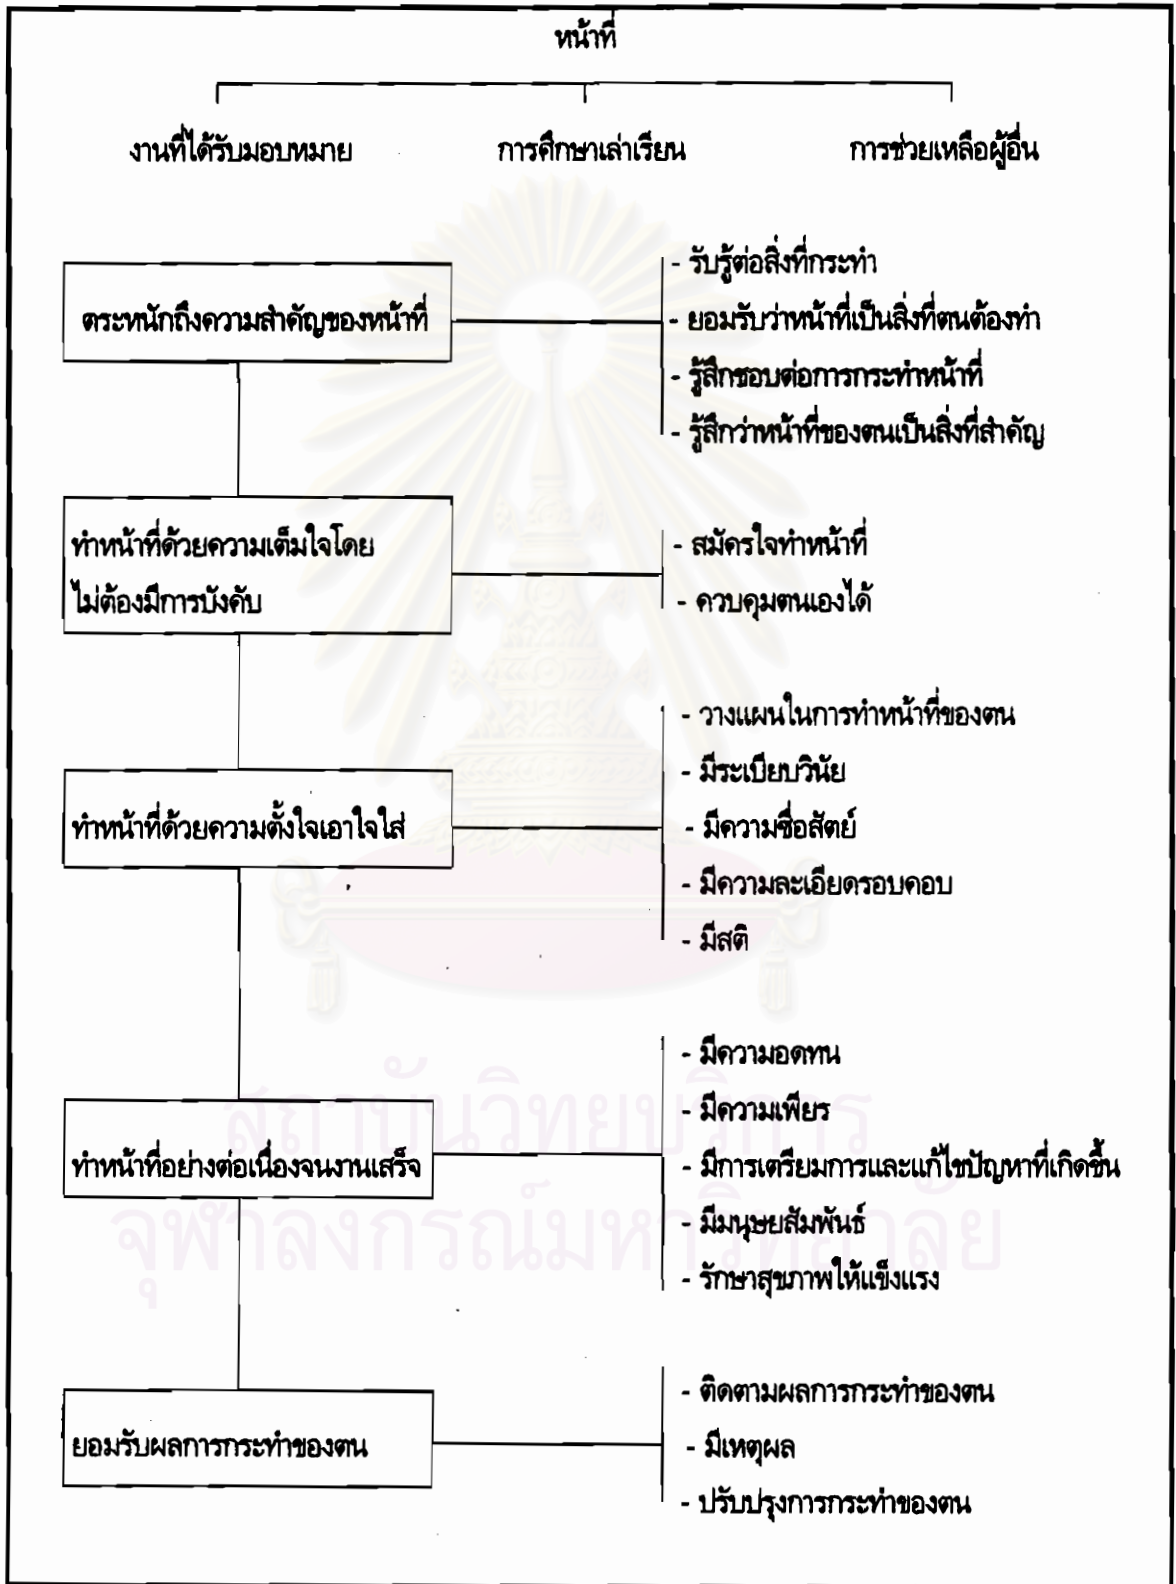 หน้าที่
งานที่ได้รับมอบหมาย การศึกษาเล่าเรียน การช่วยเหลือผู้อื่น
ตระหนักถึงความสำคัญของหน้าที่
- รับรู้ต่อสิ่งที่กระทำ
- ยอมรับว่าหน้าที่เป็นสิ่งที่ตนต้องทำ
- รู้สึกชอบต่อการกระทำหน้าที่
- รู้สึกว่าหน้าที่ของตนเป็นสิ่งที่สำคัญ
ทำหน้าที่ด้วยความเต็มใจโดย
ไม่ต้องมีการบังคับ
- สมัครใจทำหน้าที่
- ควบคุมตนเองได้
ทำหน้าที่ด้วยความตั้งใจเอาใจใส่
- วางแผนในการทำหน้าที่ของตน
- มีระเบียบวินัย
- มีความซื่อสัตย์
- มีความละเอียดรอบคอบ
- มีสติ
ทำหน้าที่อย่างต่อเนื่องจนงานเสร็จ
- มีความอดทน
- มีความเพียร
- มีการเตรียมการและแก้ไขปัญหาที่เกิดขึ้น
- มีมนุษยสัมพันธ์
- รักษาสุขภาพให้แข็งแรง
ยอมรับผลการกระทำของตน
- ติดตามผลการกระทำของตน
- มีเหตุผล
- ปรับปรุงการกระทำของตน
สถาบันวิทยบริการ
จุฬาลงกรณ์มหาวิทยาลัย